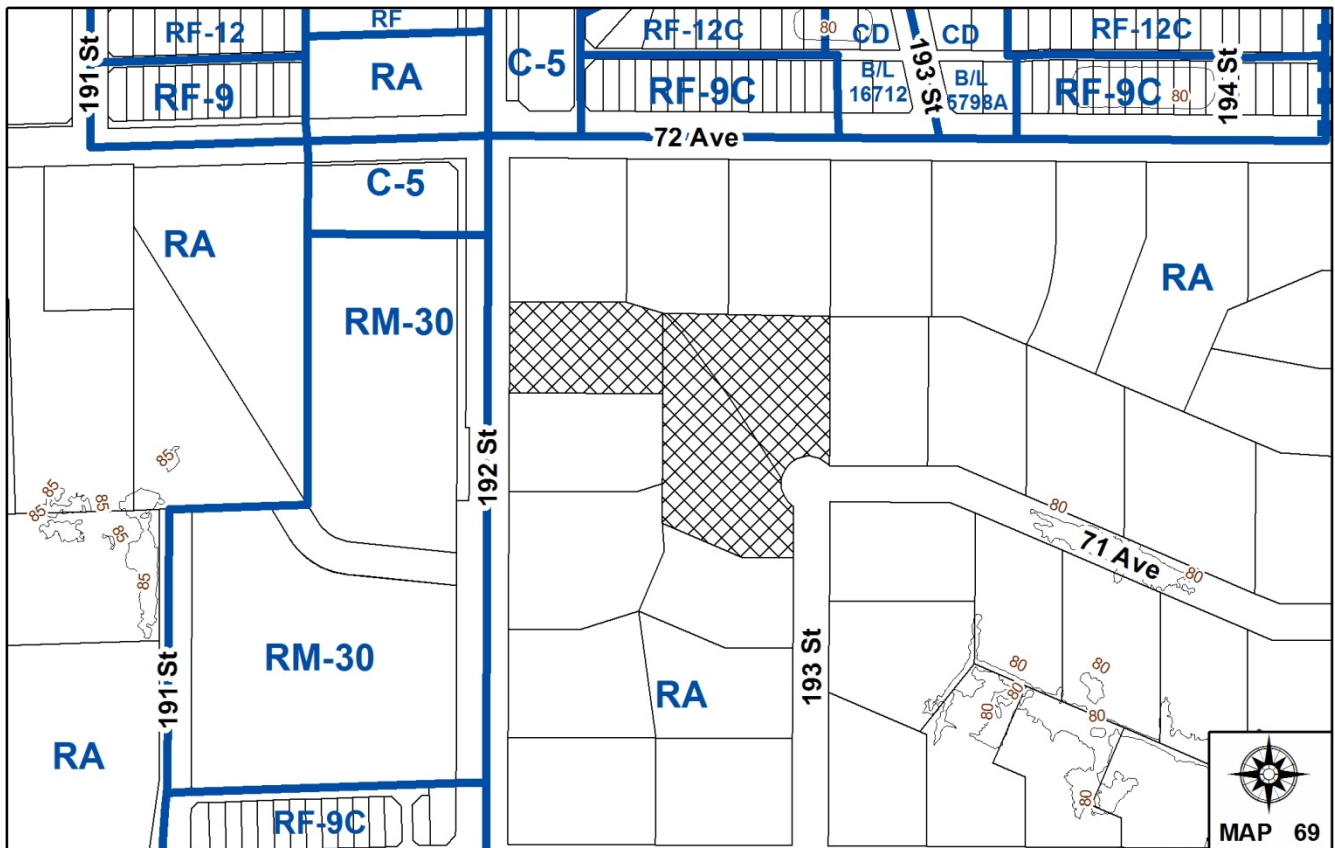 RF-12
RF
RA
C-5
RF-12C
80
CD
CD
RF-12C
191 St
RF-9
RF-9C
B/L
16712
193 St
B/L
5798A
RF-9C
80
194 St
72 Ave
C-5
RA
RA
RM-30
192 St
85
85
85
85
85
85
80
71 Ave
80
RM-30
191 St
RA
193 St
80
80
80
80
80
80
RA
RF-9C
MAP 69